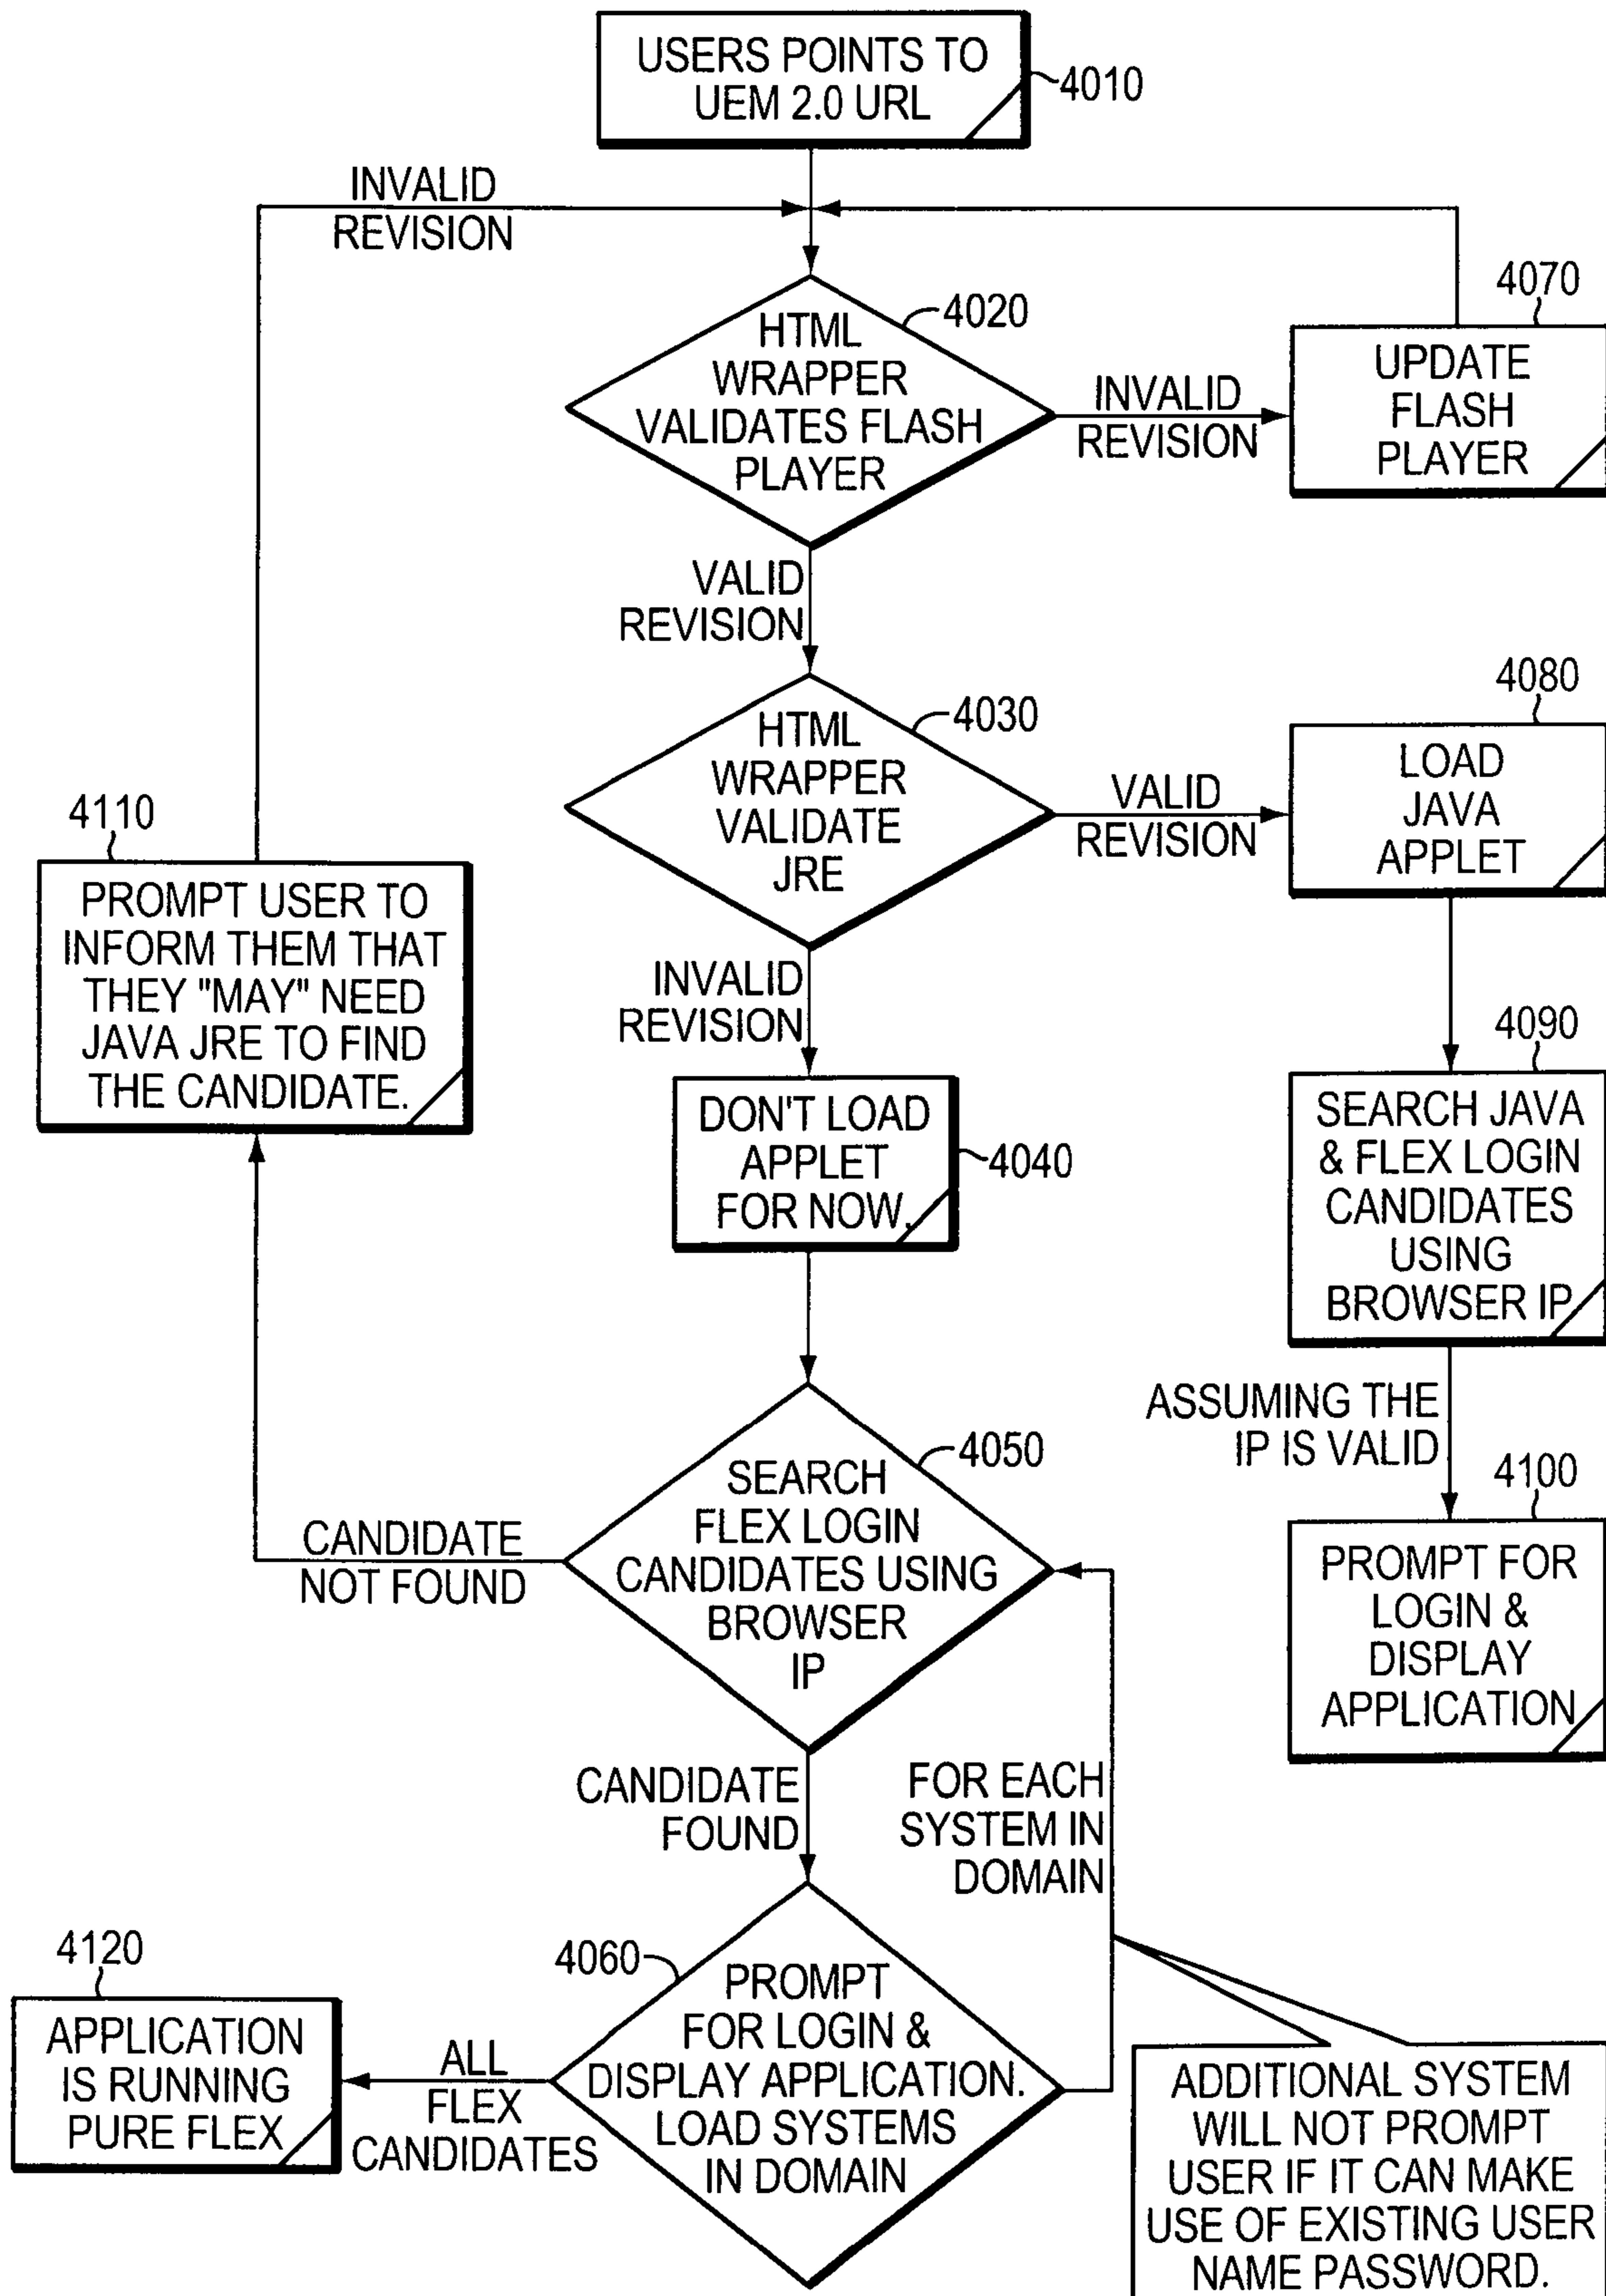 USERS POINTS TO
UEM 2.0 URL
4010
INVALID
REVISION
HTML
WRAPPER
VALIDATES FLASH
PLAYER
4020
INVALID
REVISION
4070
UPDATE
FLASH
PLAYER
VALID
REVISION
HTML
WRAPPER
VALIDATE
JRE
4030
VALID
REVISION
4080
LOAD
JAVA
APPLET
4110
PROMPT USER TO
INFORM THEM THAT
THEY "MAY" NEED
JAVA JRE TO FIND
THE CANDIDATE.
INVALID
REVISION
DON'T LOAD
APPLET
FOR NOW.
4040
4090
SEARCH JAVA
& FLEX LOGIN
CANDIDATES
USING
BROWSER IP
ASSUMING THE
IP IS VALID
4100
PROMPT FOR
LOGIN &
DISPLAY
APPLICATION
4050
SEARCH
FLEX LOGIN
CANDIDATES USING
BROWSER
IP
CANDIDATE
NOT FOUND
CANDIDATE
FOUND
FOR EACH
SYSTEM IN
DOMAIN
4060
PROMPT
FOR LOGIN &
DISPLAY APPLICATION.
LOAD SYSTEMS
IN DOMAIN
ALL
FLEX
CANDIDATES
4120
APPLICATION
IS RUNNING
PURE FLEX
ADDITIONAL SYSTEM
WILL NOT PROMPT
USER IF IT CAN MAKE
USE OF EXISTING USER
NAME PASSWORD.